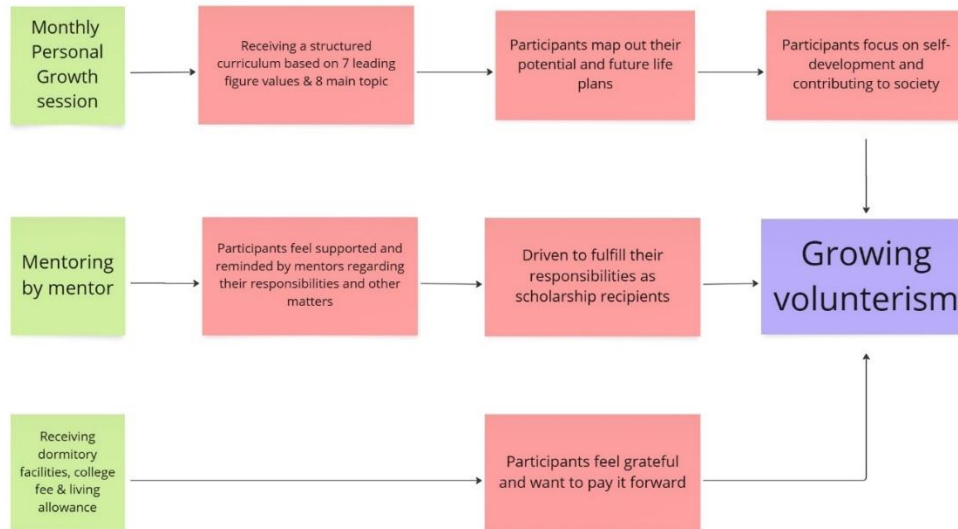 Monthly
Personal
Growth
session
Receiving a structured
curriculum based on 7 leading
figure values & 8 main topic
Participants map out their
potential and future life
plans
Participants focus on self-
development and
contributing to society
Mentoring
by mentor
Participants feel supported and
reminded by mentors regarding
their responsibilities and other
matters
Driven to fulfill their
responsibilities as
scholarship recipients
Growing
volunterism
Receiving
dormitory
facilities, college
fee & living
allowance
Participants feel grateful
and want to pay it forward